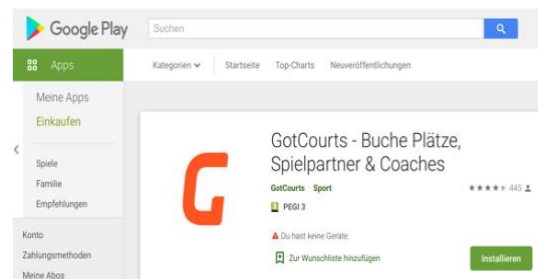 Google Play
Suchen
Apps
Kategorien
Startseite
Top-Charts
Neuveröffentlichungen
Meine Apps
Einkaufen
Spiele
Familie
Empfehlungen
Konto
Zahlungsmethoden
Meine Abos
GotCourts - Buche Plätze,
Spielpartner & Coaches
GotCourts Sport
445
PEGI 3
Du hast keine Geräte
Zur Wunschliste hinzufügen
Installieren